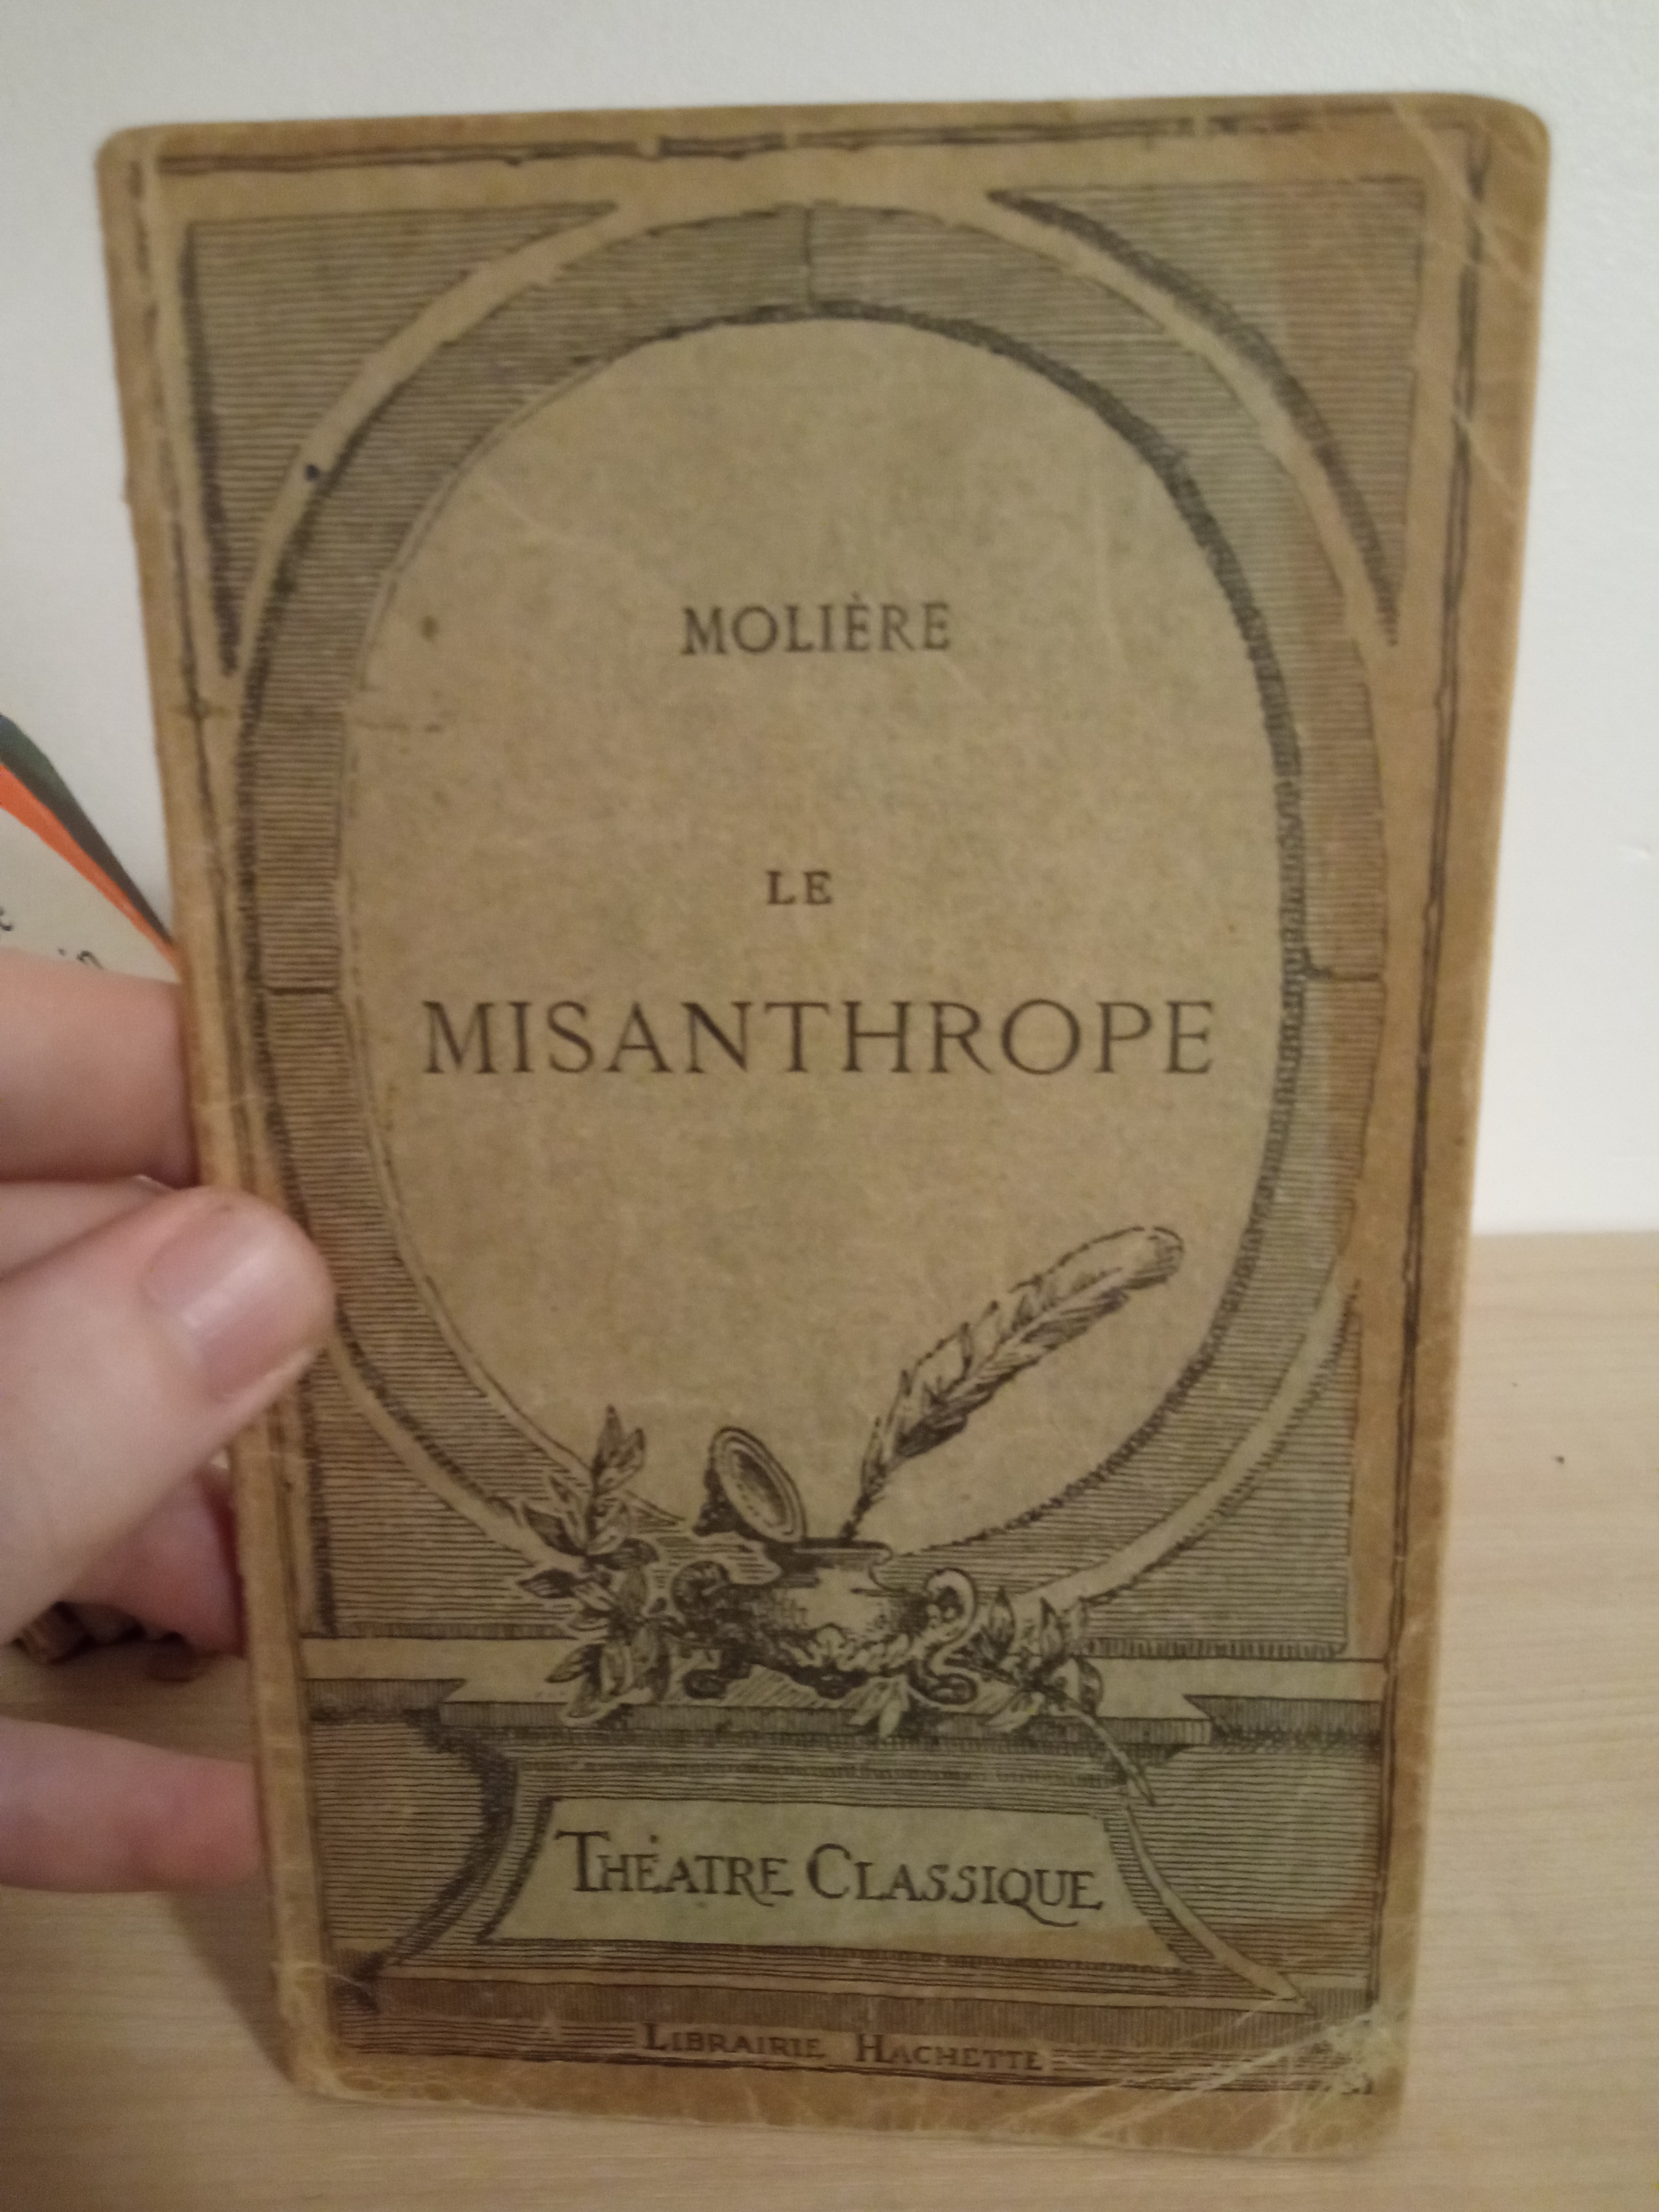 MOLIÈRE
LE
MISANTHROPE
THÉATRE CLASSIQUE
LIBRAIRIE HACHETTE